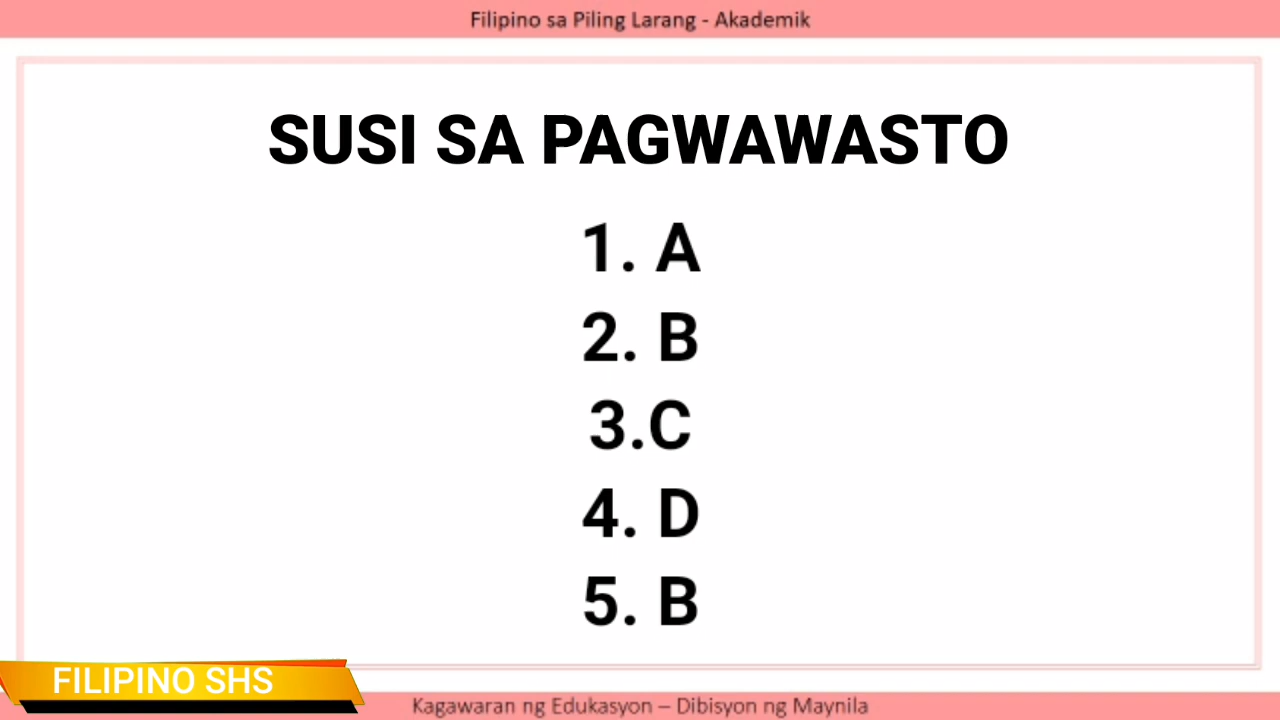 Filipino sa Piling Larang - Akademik
SUSI SA PAGWAWASTO
1. A
2. B
3.C
4. D
5. B
FILIPINO SHS
Kagawaran ng Edukasyon – Dibisyon ng Maynila